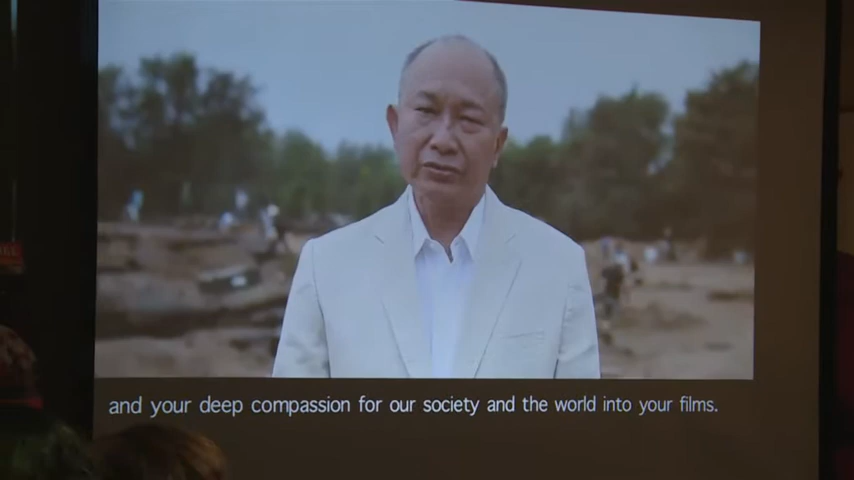 and your deep compassion for our society and the world into your films.